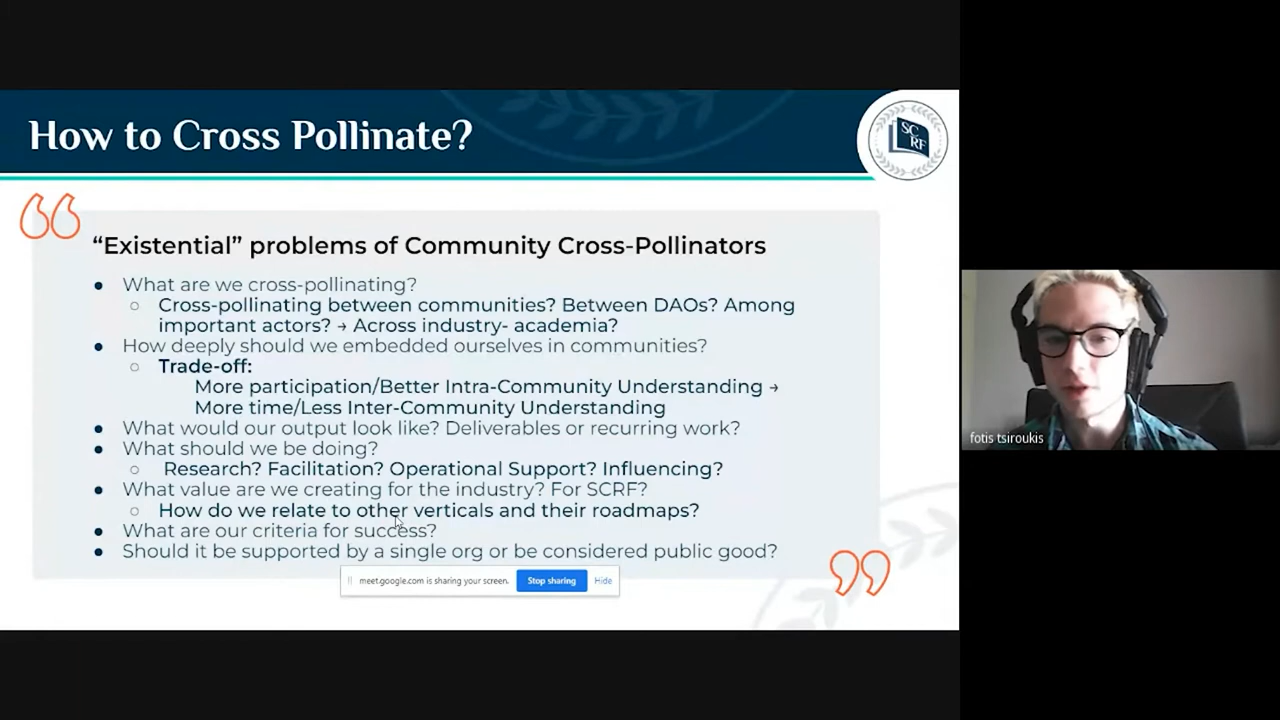 How to Cross Pollinate?
SC
RF
“Existential” problems of Community Cross-Pollinators
● What are we cross-pollinating?
○ Cross-pollinating between communities? Between DAOs? Among
important actors? → Across industry- academia?
● How deeply should we embedded ourselves in communities?
○ Trade-off:
More participation/Better Intra-Community Understanding →
More time/Less Inter-Community Understanding
● What would our output look like? Deliverables or recurring work?
● What should we be doing?
○ Research? Facilitation? Operational Support? Influencing?
● What value are we creating for the industry? For SCRF?
○ How do we relate to other verticals and their roadmaps?
● What are our criteria for success?
● Should it be supported by a single org or be considered public good?
meet.google.com is sharing your screen. Stop sharing Hide
fotis tsiroukis